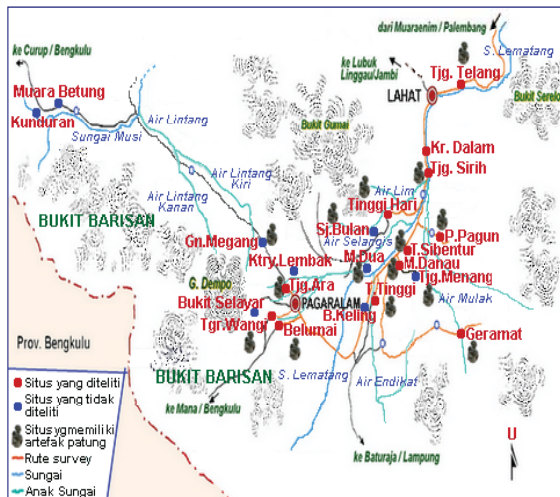 dari Muaraenim / Palembang
ke Curup / Bengkulu
ke Lubuk
Linggau/Jambi
S. Lematang
Tjg. Telang
Muara Betung
LAHAT
Bukit Serelo
Kunduran
Sungai Musi
Air Lintang
Bukit Gumai
Kr. Dalam
Tjg. Sirih
Air Lintang
Kiri
Air Lim
Air Lintang
Kanan
Tinggi Hari
BUKIT BARISAN
Sj.Bulan
Gn.Megang
Air Selangis
P.Pagun
T.Sibentur
Ktry.Lembak
M.Dua
M.Danau
G. Dempo
Tjg.Menang
Tjg.Ara
T.
Tinggi
Bukit Selayar
PAGARALAM
Air Mulak
B.Keling
Tgr.Wangi
Belumai
Geramat
Prov. Bengkulu
BUKIT BARISAN
S. Lematang
Air Endikat
ke Mana / Bengkulu
Situs yang diteliti
Situs yang tidak
diteliti
Situs ygmemiliki
artefak patung
Rute survey
Sungai
Anak Sungai
ke Baturaja / Lampung
U